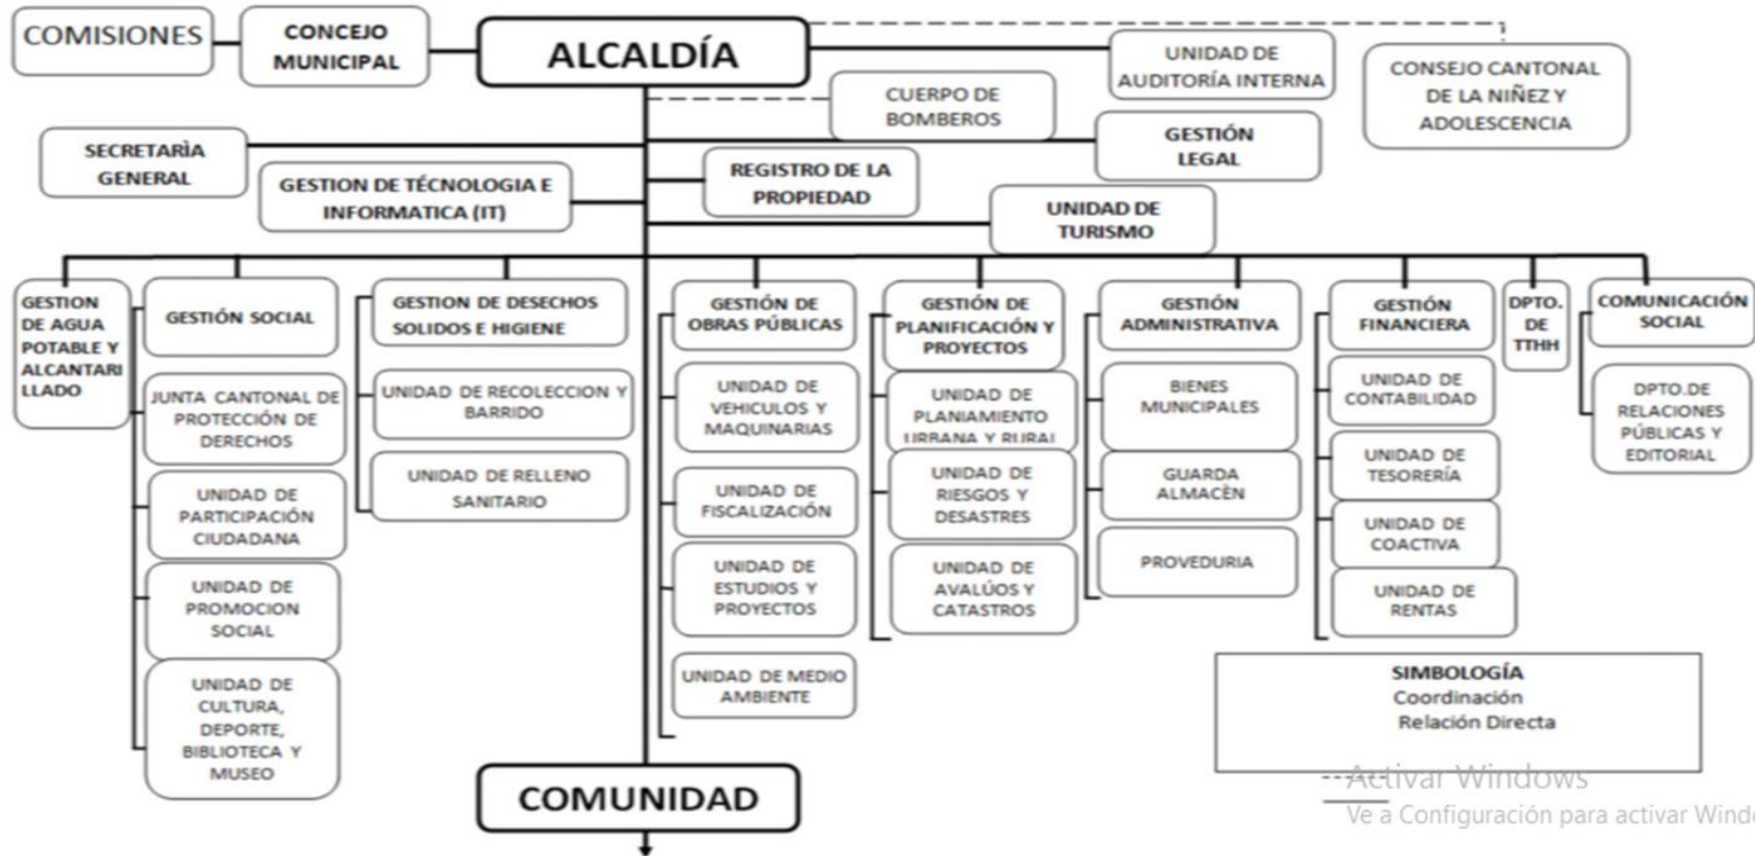 COMISIONES
CONCEJO
MUNICIPAL
ALCALDÍA
UNIDAD DE
AUDITORÍA INTERNA
CONSEJO CANTONAL
DE LA NIÑEZ Y
ADOLESCENCIA
CUERPO DE
BOMBEROS
GESTIÓN
LEGAL
SECRETARÌA
GENERAL
GESTION DE TÉCNOLOGIA E
INFORMATICA (IT)
REGISTRO DE LA
PROPIEDAD
UNIDAD DE
TURISMO
GESTION
DE AGUA
POTABLE Y
ALCANTARI
LLADO
GESTIÓN SOCIAL
JUNTA CANTONAL DE
PROTECCIÓN DE
DERECHOS
UNIDAD DE
PARTICIPACIÓN
CIUDADANA
UNIDAD DE
PROMOCION
SOCIAL
UNIDAD DE
CULTURA,
DEPORTE,
BIBLIOTECA Y
MUSEO
GESTION DE DESECHOS
SOLIDOS E HIGIENE
UNIDAD DE RECOLECCION Y
BARRIDO
UNIDAD DE RELLENO
SANITARIO
GESTIÓN DE
OBRAS PÚBLICAS
UNIDAD DE
VEHICULOS Y
MAQUINARIAS
UNIDAD DE
FISCALIZACIÓN
UNIDAD DE
ESTUDIOS Y
PROYECTOS
UNIDAD DE MEDIO
AMBIENTE
GESTIÓN DE
PLANIFICACIÓN Y
PROYECTOS
UNIDAD DE
PLANIAMIENTO
URBANA Y RURAL
UNIDAD DE
RIESGOS Y
DESASTRES
UNIDAD DE
AVALÚOS Y
CATASTROS
GESTIÓN
ADMINISTRATIVA
BIENES
MUNICIPALES
GUARDA
ALMACÈN
PROVEDURIA
GESTIÓN
FINANCIERA
UNIDAD DE
CONTABILIDAD
UNIDAD DE
TESORERÍA
UNIDAD DE
COACTIVA
UNIDAD DE
RENTAS
DPTO.
DE
TTHH
COMUNICACIÓN
SOCIAL
DPTO.DE
RELACIONES
PÚBLICAS Y
EDITORIAL
SIMBOLOGÍA
Coordinación
Relación Directa
COMUNIDAD
Activar Windows
Ve a Configuración para activar Windo